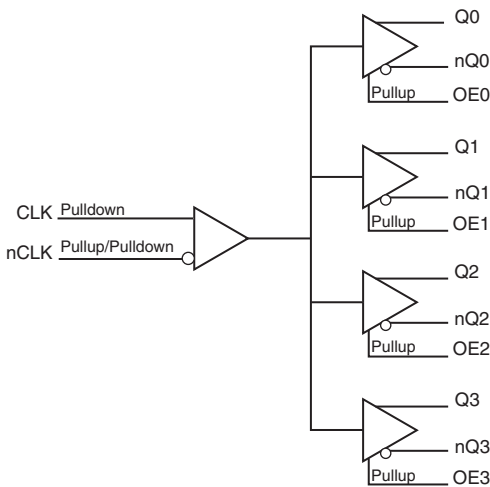 Q0
nQ0
Pullup OE0
Q1
nQ1
Pullup OE1
CLK Pulldown
nCLK Pullup/Pulldown
Q2
nQ2
Pullup OE2
Q3
nQ3
Pullup OE3